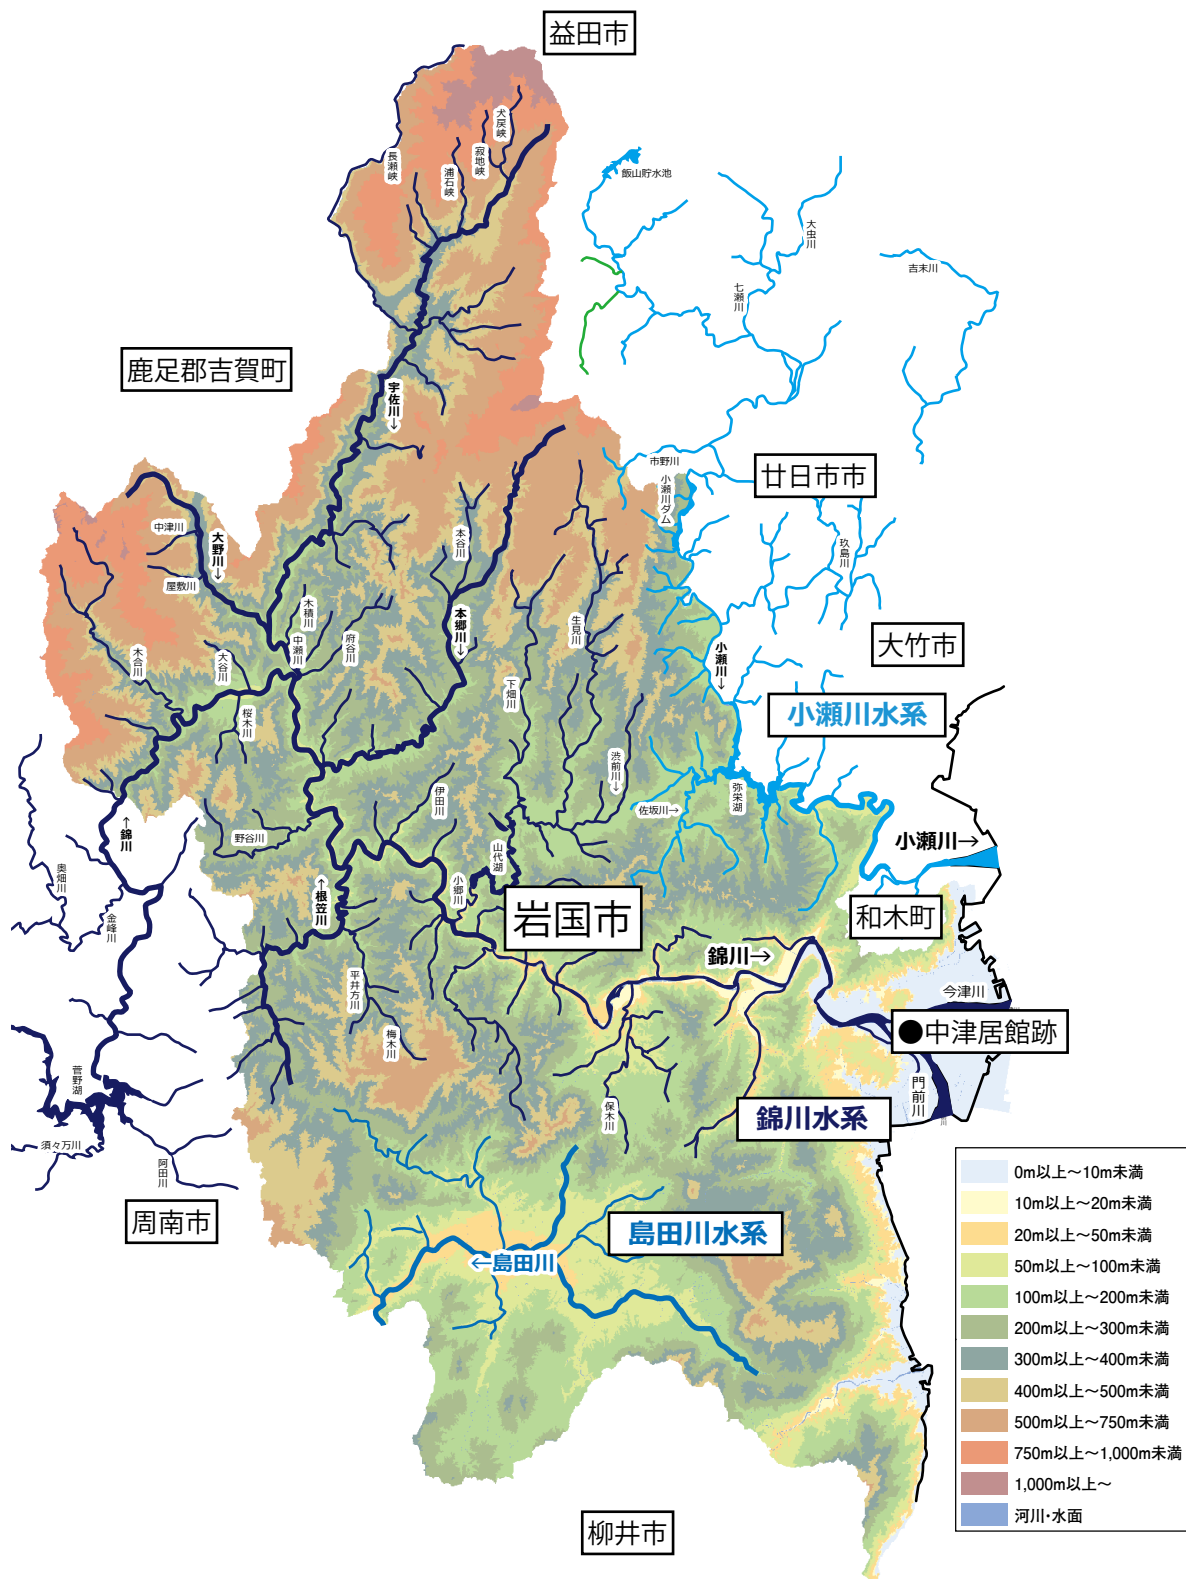 益田市
犬戻峡
寂地峡
浦石峡
長瀬峡
飯山貯水池
大虫川
吉末川
七瀬川
鹿足郡吉賀町
宇佐川→
市野川
小瀬川ダム
廿日市市
中津川
大野川→
屋敷川
本谷川
玖島川
木積川
中瀬川
府谷川
本郷川→
生見川
大竹市
小瀬川→
木合川
大谷川
桜木川
下畑川
小瀬川水系
渋前川→
佐坂川→
弥栄湖
伊田川
←錦川
野谷川
山代湖
小瀬川→
奥畑川
金峰川
←根笠川
小郷川
岩国市
和木町
錦川→
平井方川
今津川
●中津居館跡
梅木川
菅野湖
門前川
川
保木川
錦川水系
須々万川
阿田川
周南市
島田川水系
←島田川
0m以上～10m未満
10m以上～20m未満
20m以上～50m未満
50m以上～100m未満
100m以上～200m未満
200m以上～300m未満
300m以上～400m未満
400m以上～500m未満
500m以上～750m未満
750m以上～1,000m未満
1,000m以上～
河川・水面
柳井市